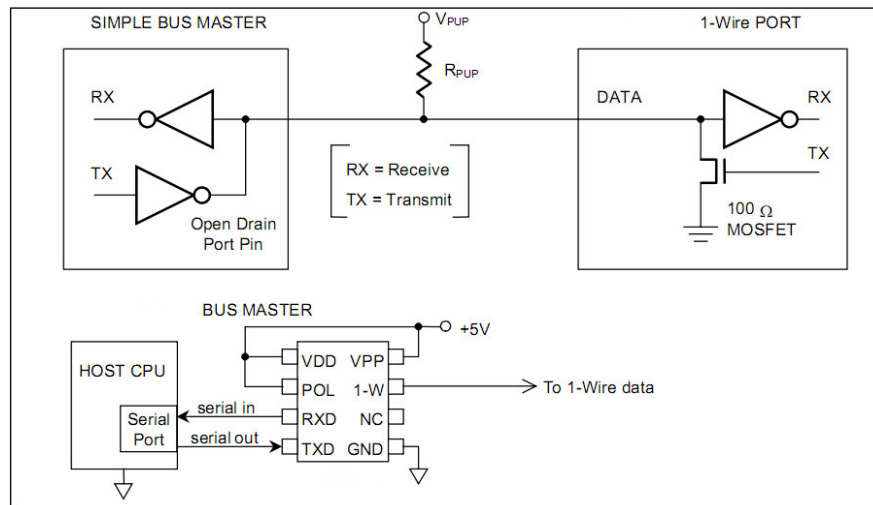 SIMPLE BUS MASTER
VPUP
1-Wire PORT
RPUP
RX
DATA
RX
TX
RX = Receive
TX = Transmit
TX
Open Drain
Port Pin
100 Ω
MOSFET
BUS MASTER
+5V
HOST CPU
VDD VPP
POL 1-W
To 1-Wire data
Serial
Port
serial in
RXD NC
serial out
TXD GND